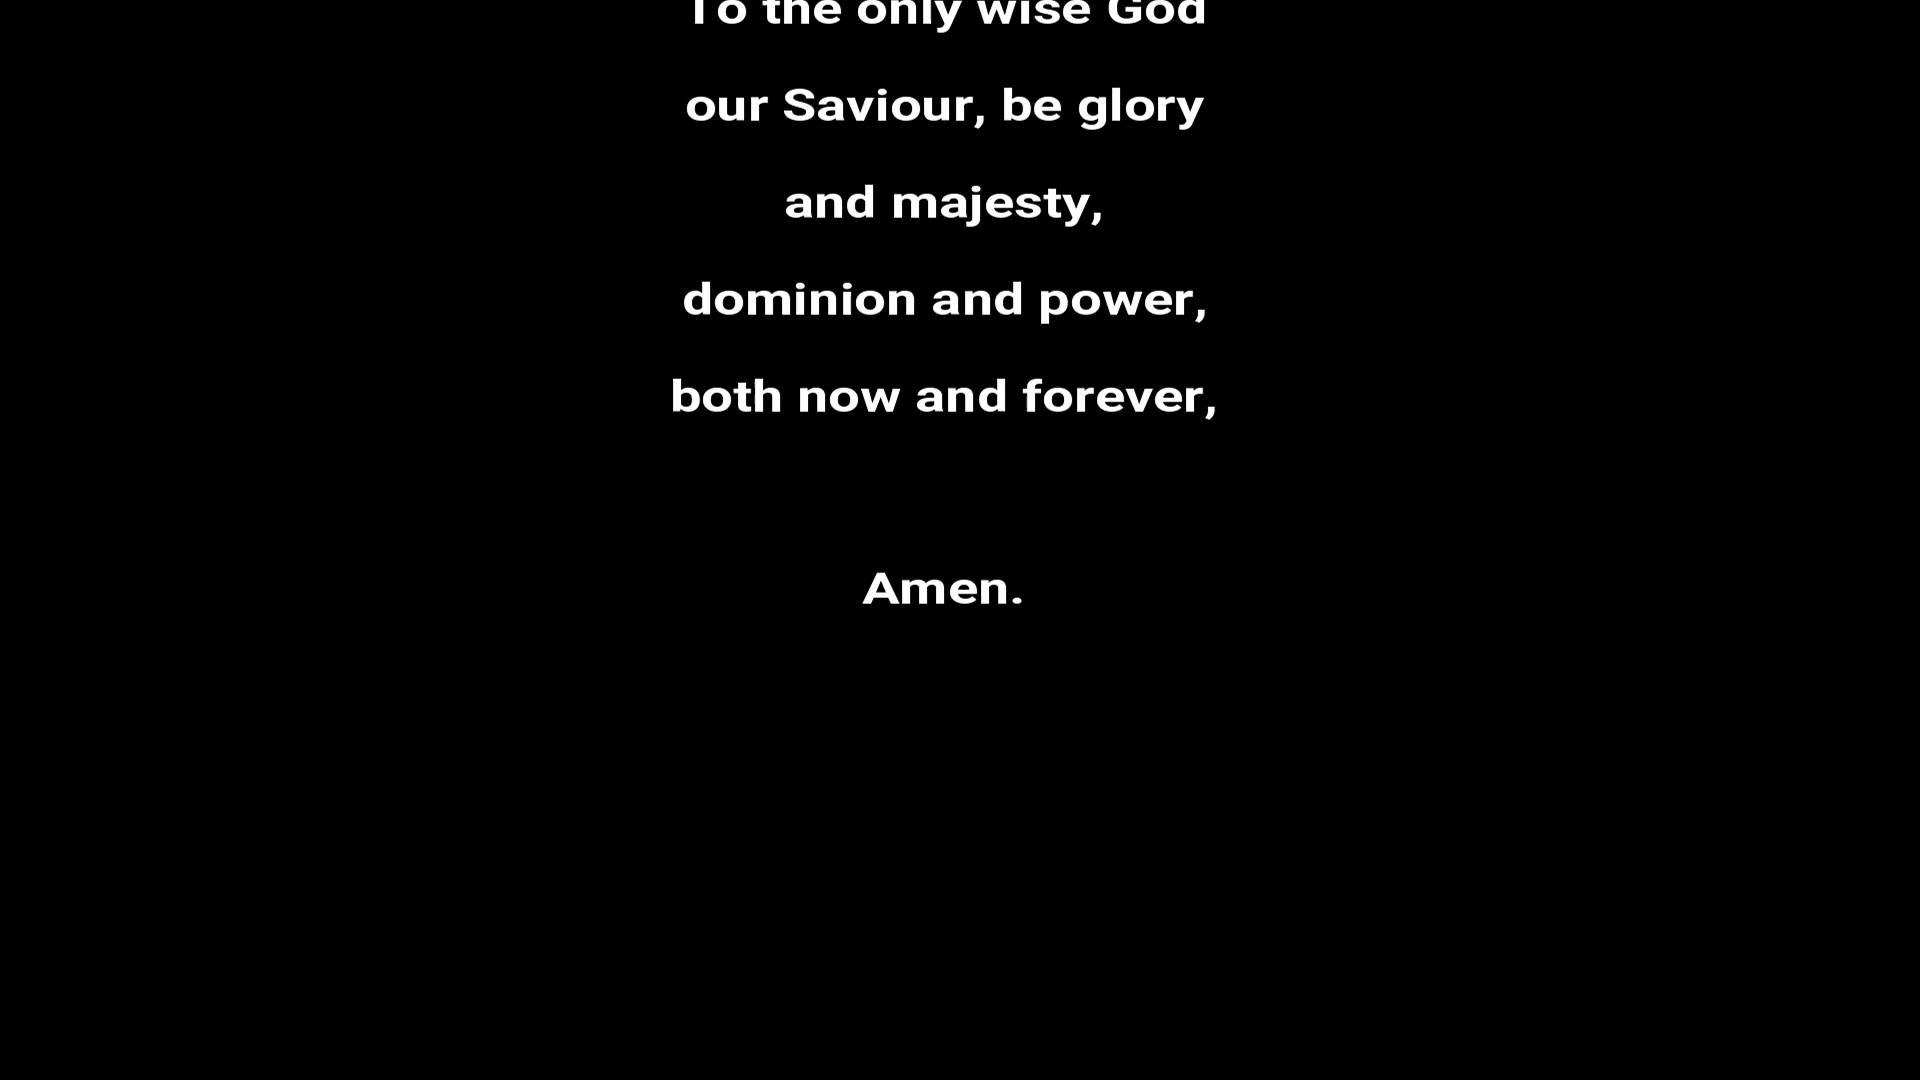 To the only wise God
our Saviour, be glory
and majesty,
dominion and power,
both now and forever,
Amen.